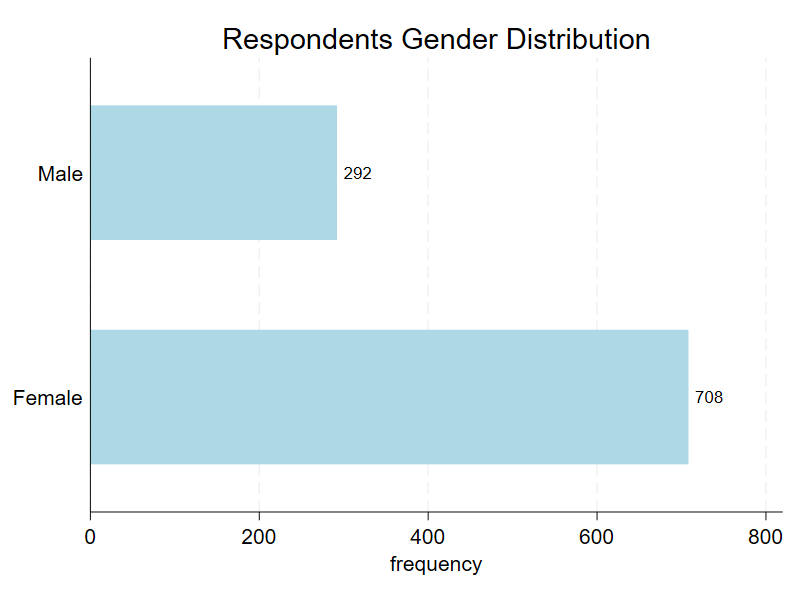 Respondents Gender Distribution
Male
292
Female
708
0 200 400 600 800
frequency